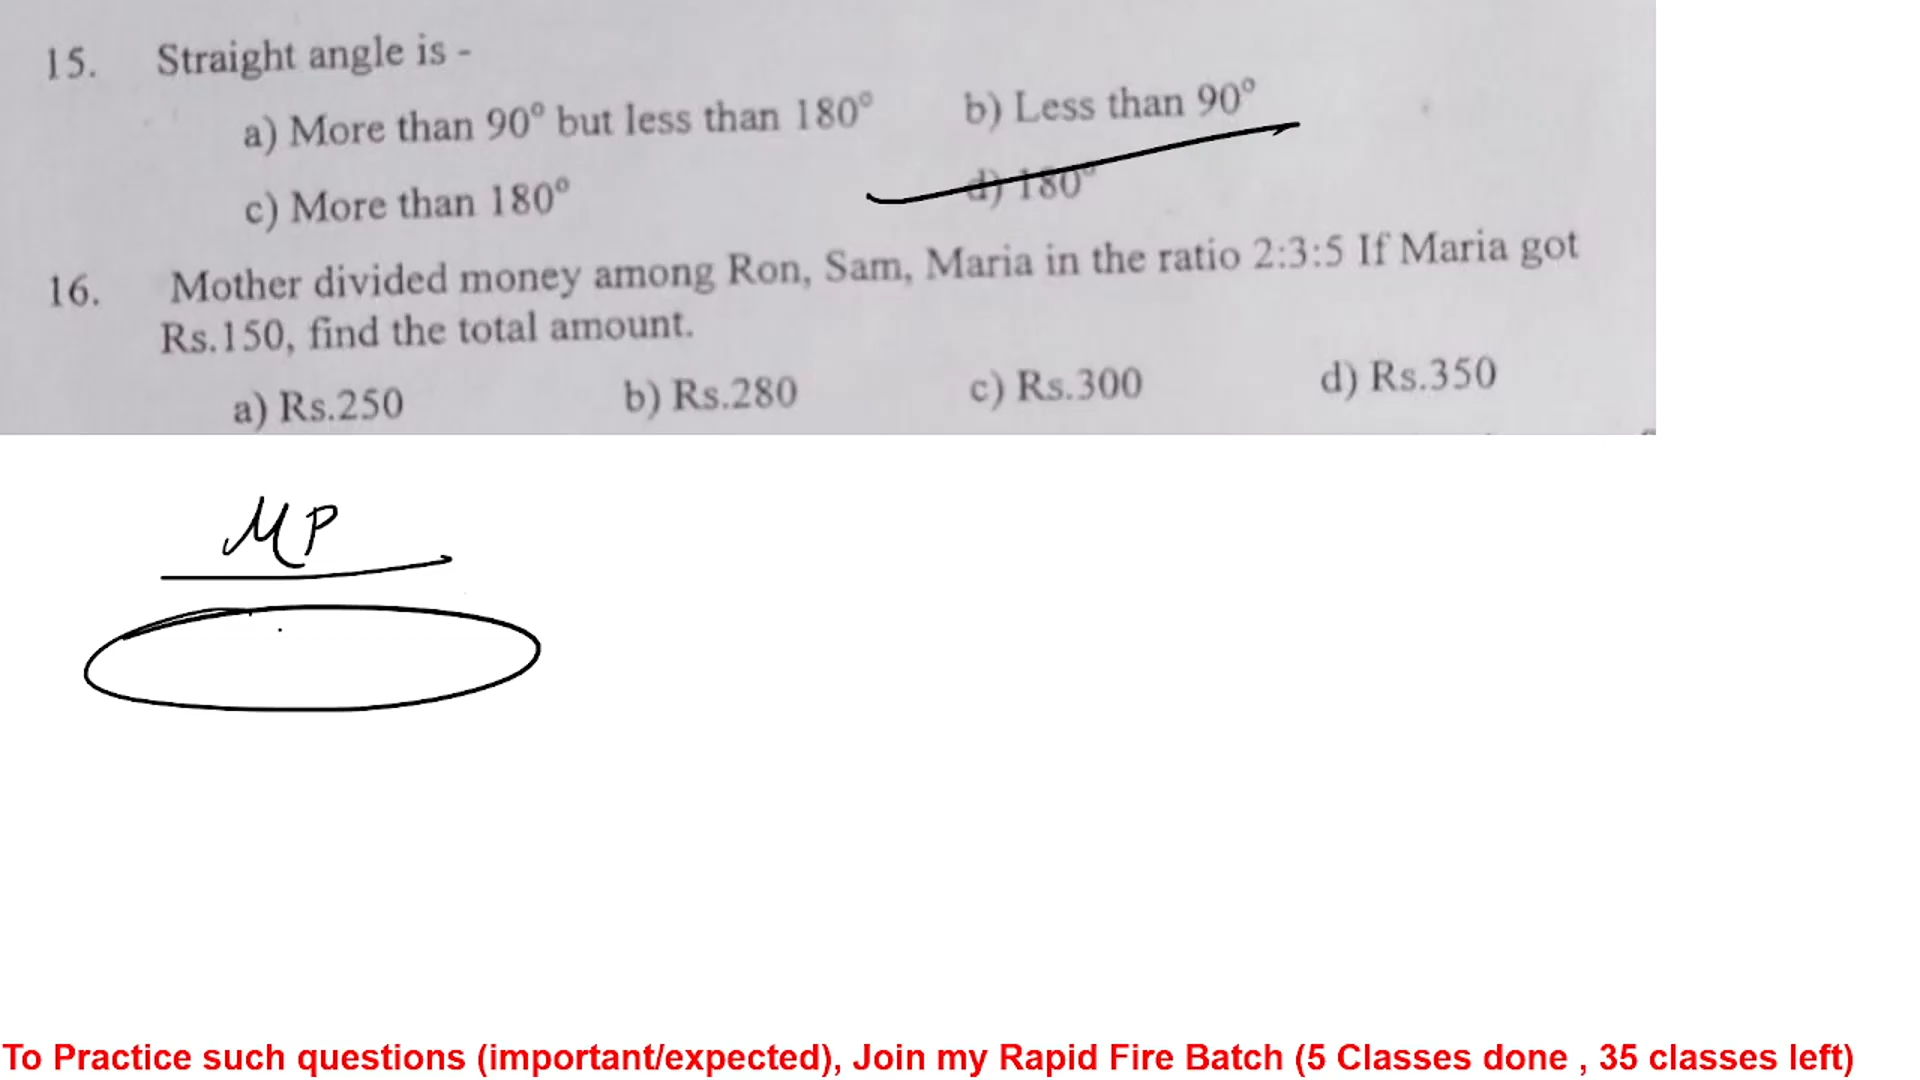 15. Straight angle is -
a) More than 90° but less than 180° b) Less than 90°
c) More than 180° d) 180°
16. Mother divided money among Ron, Sam, Maria in the ratio 2:3:5 If Maria got
Rs.150, find the total amount.
a) Rs.250 b) Rs.280 c) Rs.300 d) Rs.350
MP
To Practice such questions (important/expected), Join my Rapid Fire Batch (5 Classes done , 35 classes left)